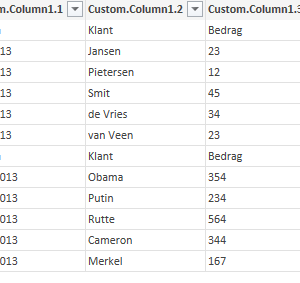 m.Column1.1 Custom.Column1.2 Custom.Column1.3
Klant Bedrag
13 Jansen 23
13 Pietersen 12
13 Smit 45
13 de Vries 34
13 van Veen 23
Klant Bedrag
013 Obama 354
013 Putin 234
013 Rutte 564
013 Cameron 344
013 Merkel 167